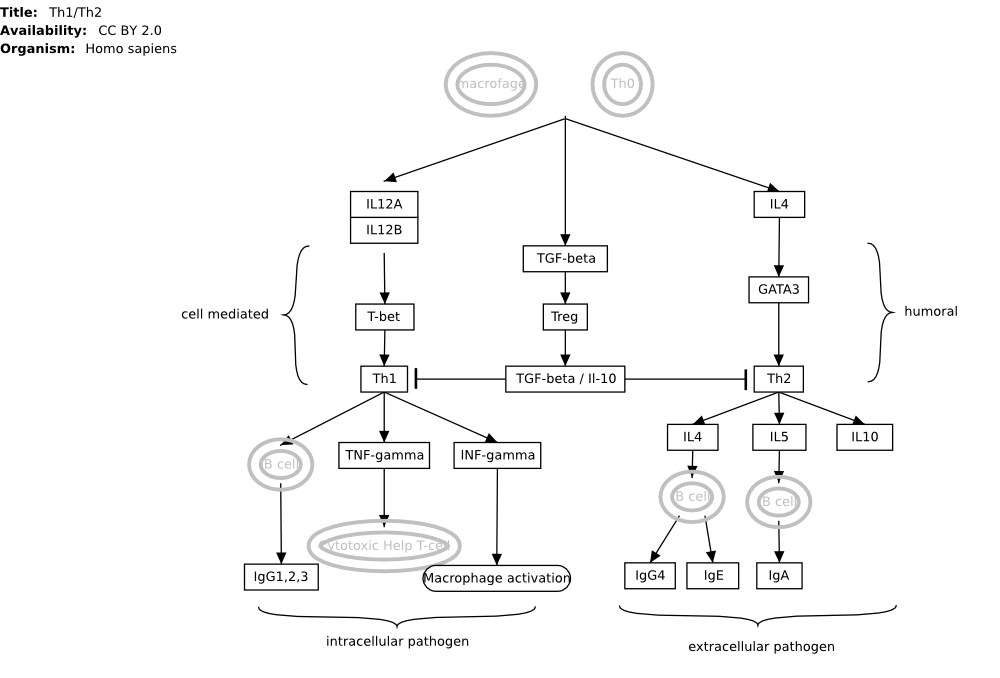 Title: Th1/Th2
Availability: CC BY 2.0
Organism: Homo sapiens
macrofage
Th0
IL12A
IL12B
IL4
TGF-beta
GATA3
cell mediated
T-bet
Treg
humoral
Th1
TGF-beta / Il-10
Th2
B cell
TNF-gamma
INF-gamma
IL4
IL5
IL10
B cell
B cell
Cytotoxic Help T-cell
IgG1,2,3
Macrophage activation
IgG4
IgE
IgA
intracellular pathogen
extracellular pathogen